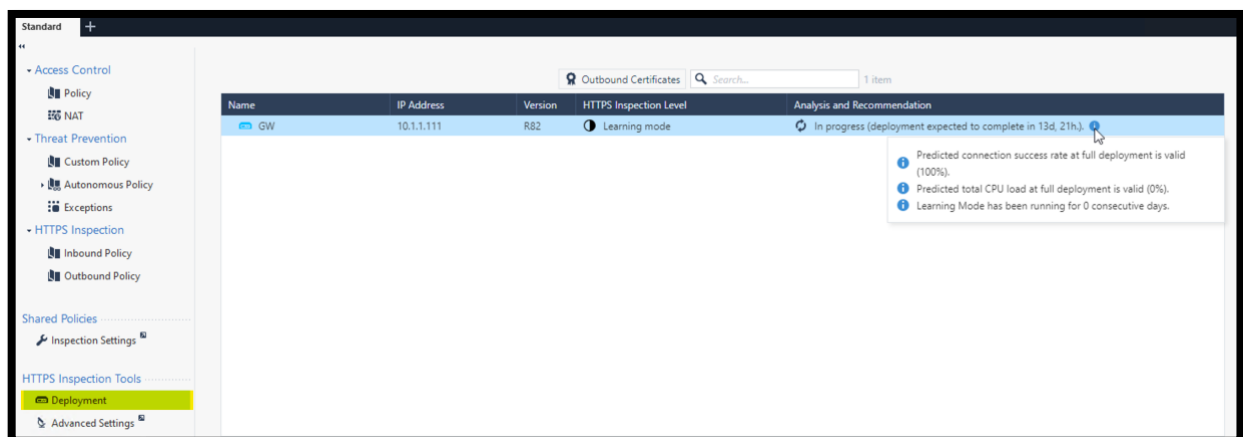 Standard
Access Control
Policy
NAT
Threat Prevention
Custom Policy
Autonomous Policy
Exceptions
HTTPS Inspection
Inbound Policy
Outbound Policy
Shared Policies
Inspection Settings
HTTPS Inspection Tools
Deployment
Advanced Settings
Outbound Certificates
Search...
1 item
Name IP Address Version HTTPS Inspection Level Analysis and Recommendation
GW 10.1.1.111 R82 Learning mode In progress (deployment expected to complete in 13d, 21h.).
Predicted connection success rate at full deployment is valid
(100%).
Predicted total CPU load at full deployment is valid (0%).
Learning Mode has been running for 0 consecutive days.